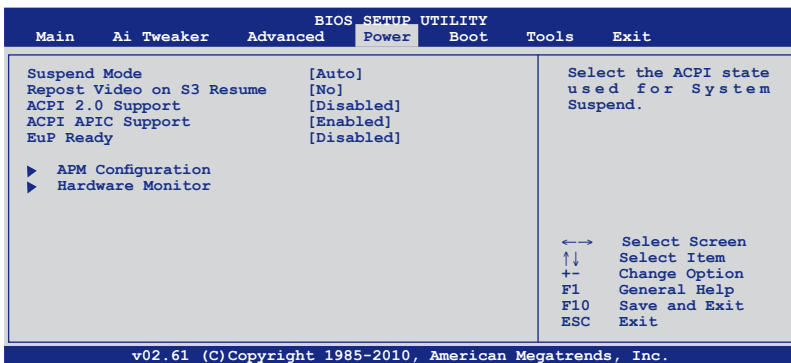 BIOS SETUP UTILITY
Main Ai Tweaker Advanced Power Boot Tools Exit
Suspend Mode [Auto]
Repost Video on S3 Resume [No]
ACPI 2.0 Support [Disabled]
ACPI APIC Support [Enabled]
EuP Ready [Disabled]
▶ APM Configuration
▶ Hardware Monitor
Select the ACPI state
used for System
Suspend.
←→ Select Screen
↑↓ Select Item
+- Change Option
F1 General Help
F10 Save and Exit
ESC Exit
v02.61 (C)Copyright 1985-2010, American Megatrends, Inc.